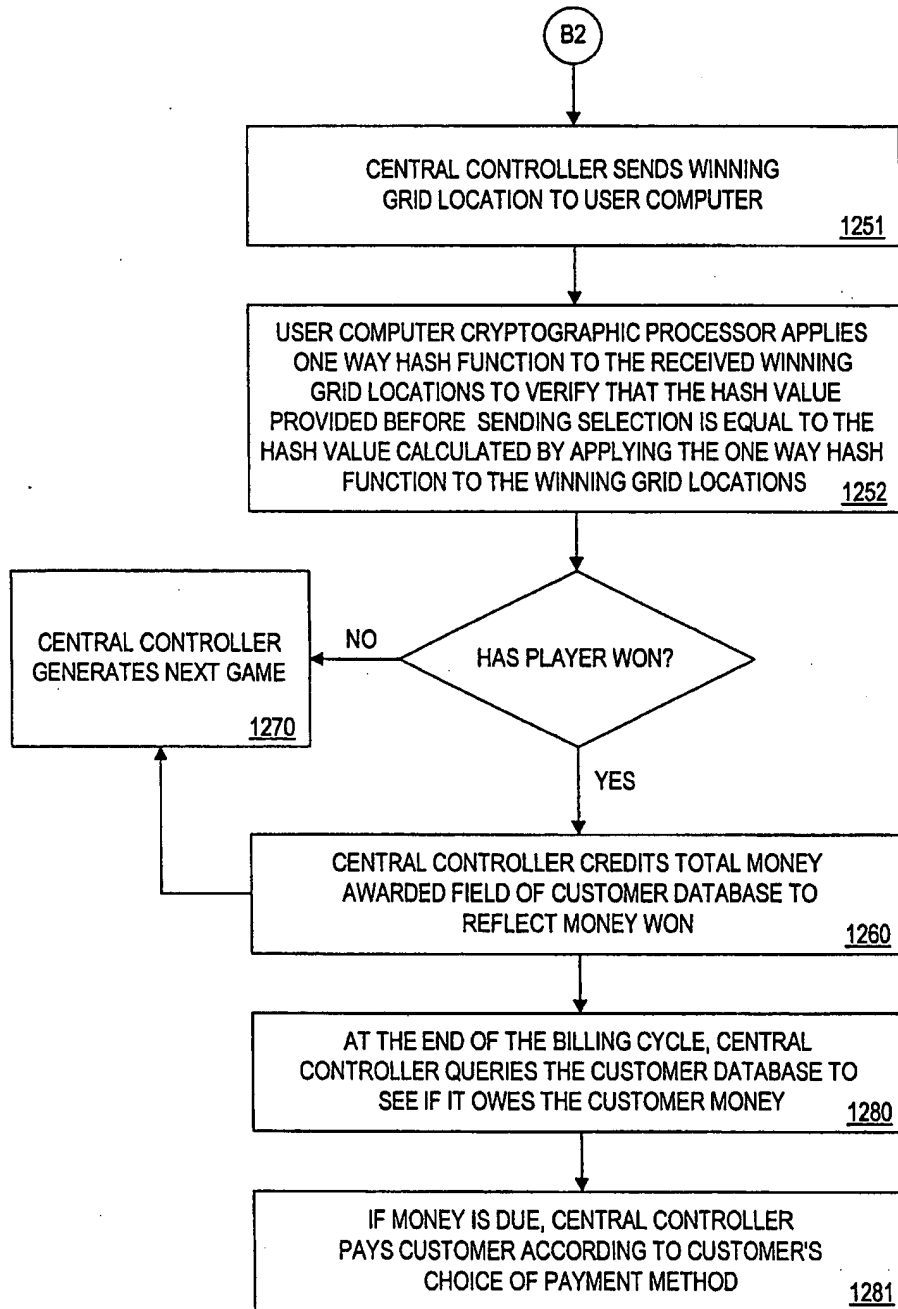 B2
CENTRAL CONTROLLER SENDS WINNING
GRID LOCATION TO USER COMPUTER
1251
USER COMPUTER CRYPTOGRAPHIC PROCESSOR APPLIES
ONE WAY HASH FUNCTION TO THE RECEIVED WINNING
GRID LOCATIONS TO VERIFY THAT THE HASH VALUE
PROVIDED BEFORE SENDING SELECTION IS EQUAL TO THE
HASH VALUE CALCULATED BY APPLYING THE ONE WAY HASH
FUNCTION TO THE WINNING GRID LOCATIONS
1252
HAS PLAYER WON?
NO
CENTRAL CONTROLLER
GENERATES NEXT GAME
1270
YES
CENTRAL CONTROLLER CREDITS TOTAL MONEY
AWARDED FIELD OF CUSTOMER DATABASE TO
REFLECT MONEY WON
1260
AT THE END OF THE BILLING CYCLE, CENTRAL
CONTROLLER QUERIES THE CUSTOMER DATABASE TO
SEE IF IT OWES THE CUSTOMER MONEY
1280
IF MONEY IS DUE, CENTRAL CONTROLLER
PAYS CUSTOMER ACCORDING TO CUSTOMER'S
CHOICE OF PAYMENT METHOD
1281